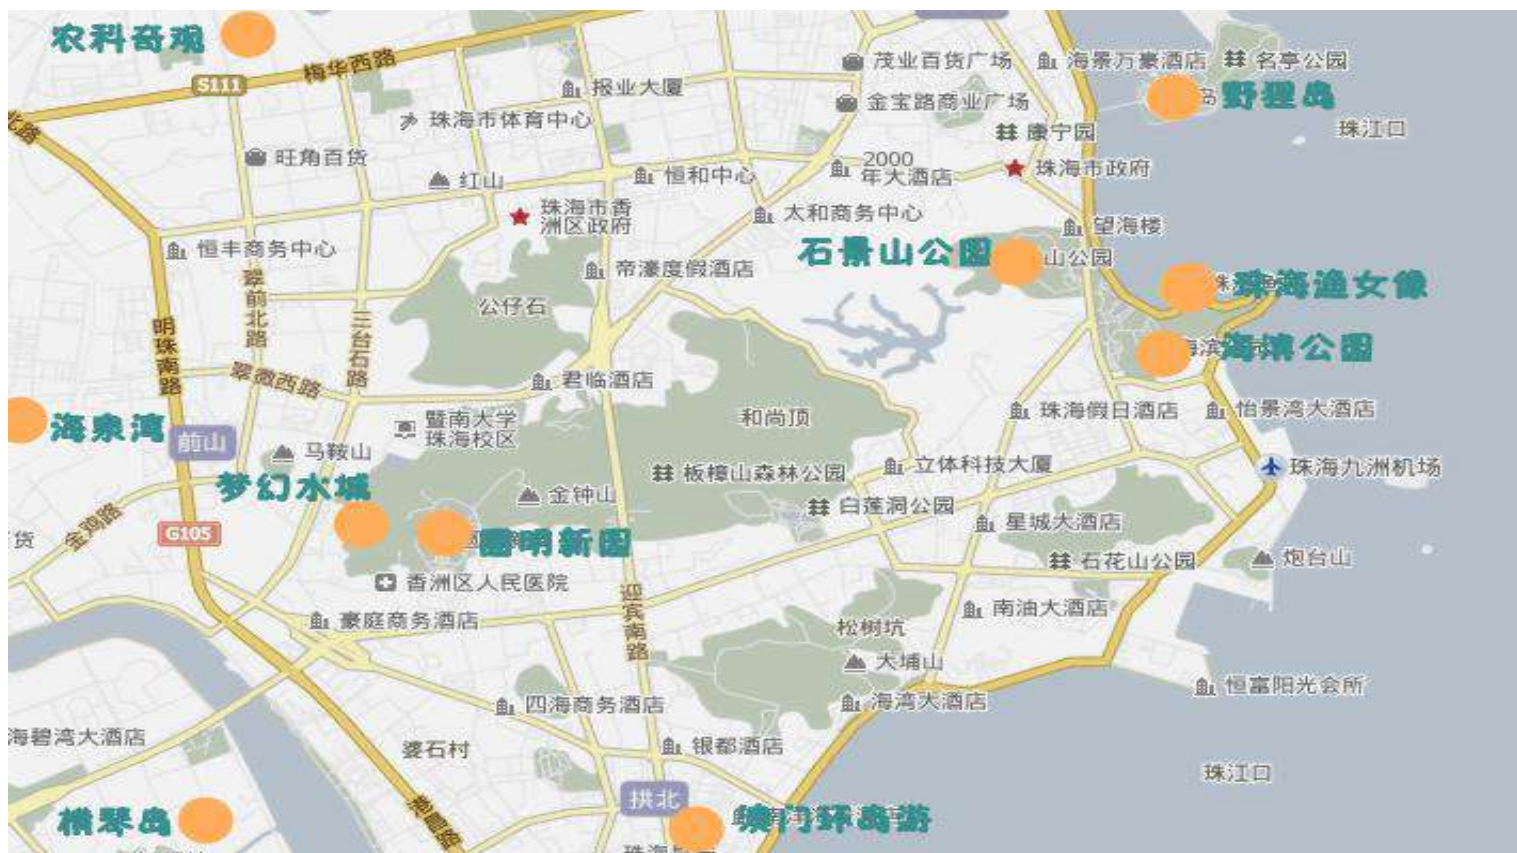 农科奇观
梅华西路
S111
北路
茂业百货广场
海景万豪酒店
名亭公园
报业大厦
金宝路商业广场
岛
野狸岛
珠海市体育中心
康宁园
珠江口
旺角百货
2000
年大酒店
珠海市政府
红山
恒和中心
珠海市香
洲区政府
太和商务中心
望海楼
恒丰商务中心
石景山公园
山公园
翠前北路
帝濠度假酒店
珠海渔女像
公仔石
明珠南路
三台石路
海滨公园
翠微西路
君临酒店
海泉湾
前山
暨南大学
珠海校区
和尚顶
珠海假日酒店
怡景湾大酒店
马鞍山
板樟山森林公园
立体科技大厦
珠海九洲机场
梦幻水城
金钟山
白莲洞公园
星城大酒店
金鸡路
G105
货
圆明新园
石花山公园
炮台山
香洲区人民医院
迎宾南路
南油大酒店
豪庭商务酒店
松树坑
大埔山
恒富阳光会所
四海商务酒店
海湾大酒店
海碧湾大酒店
婆石村
银都酒店
珠江口
拱北
横琴岛
港昌路
澳门环岛游